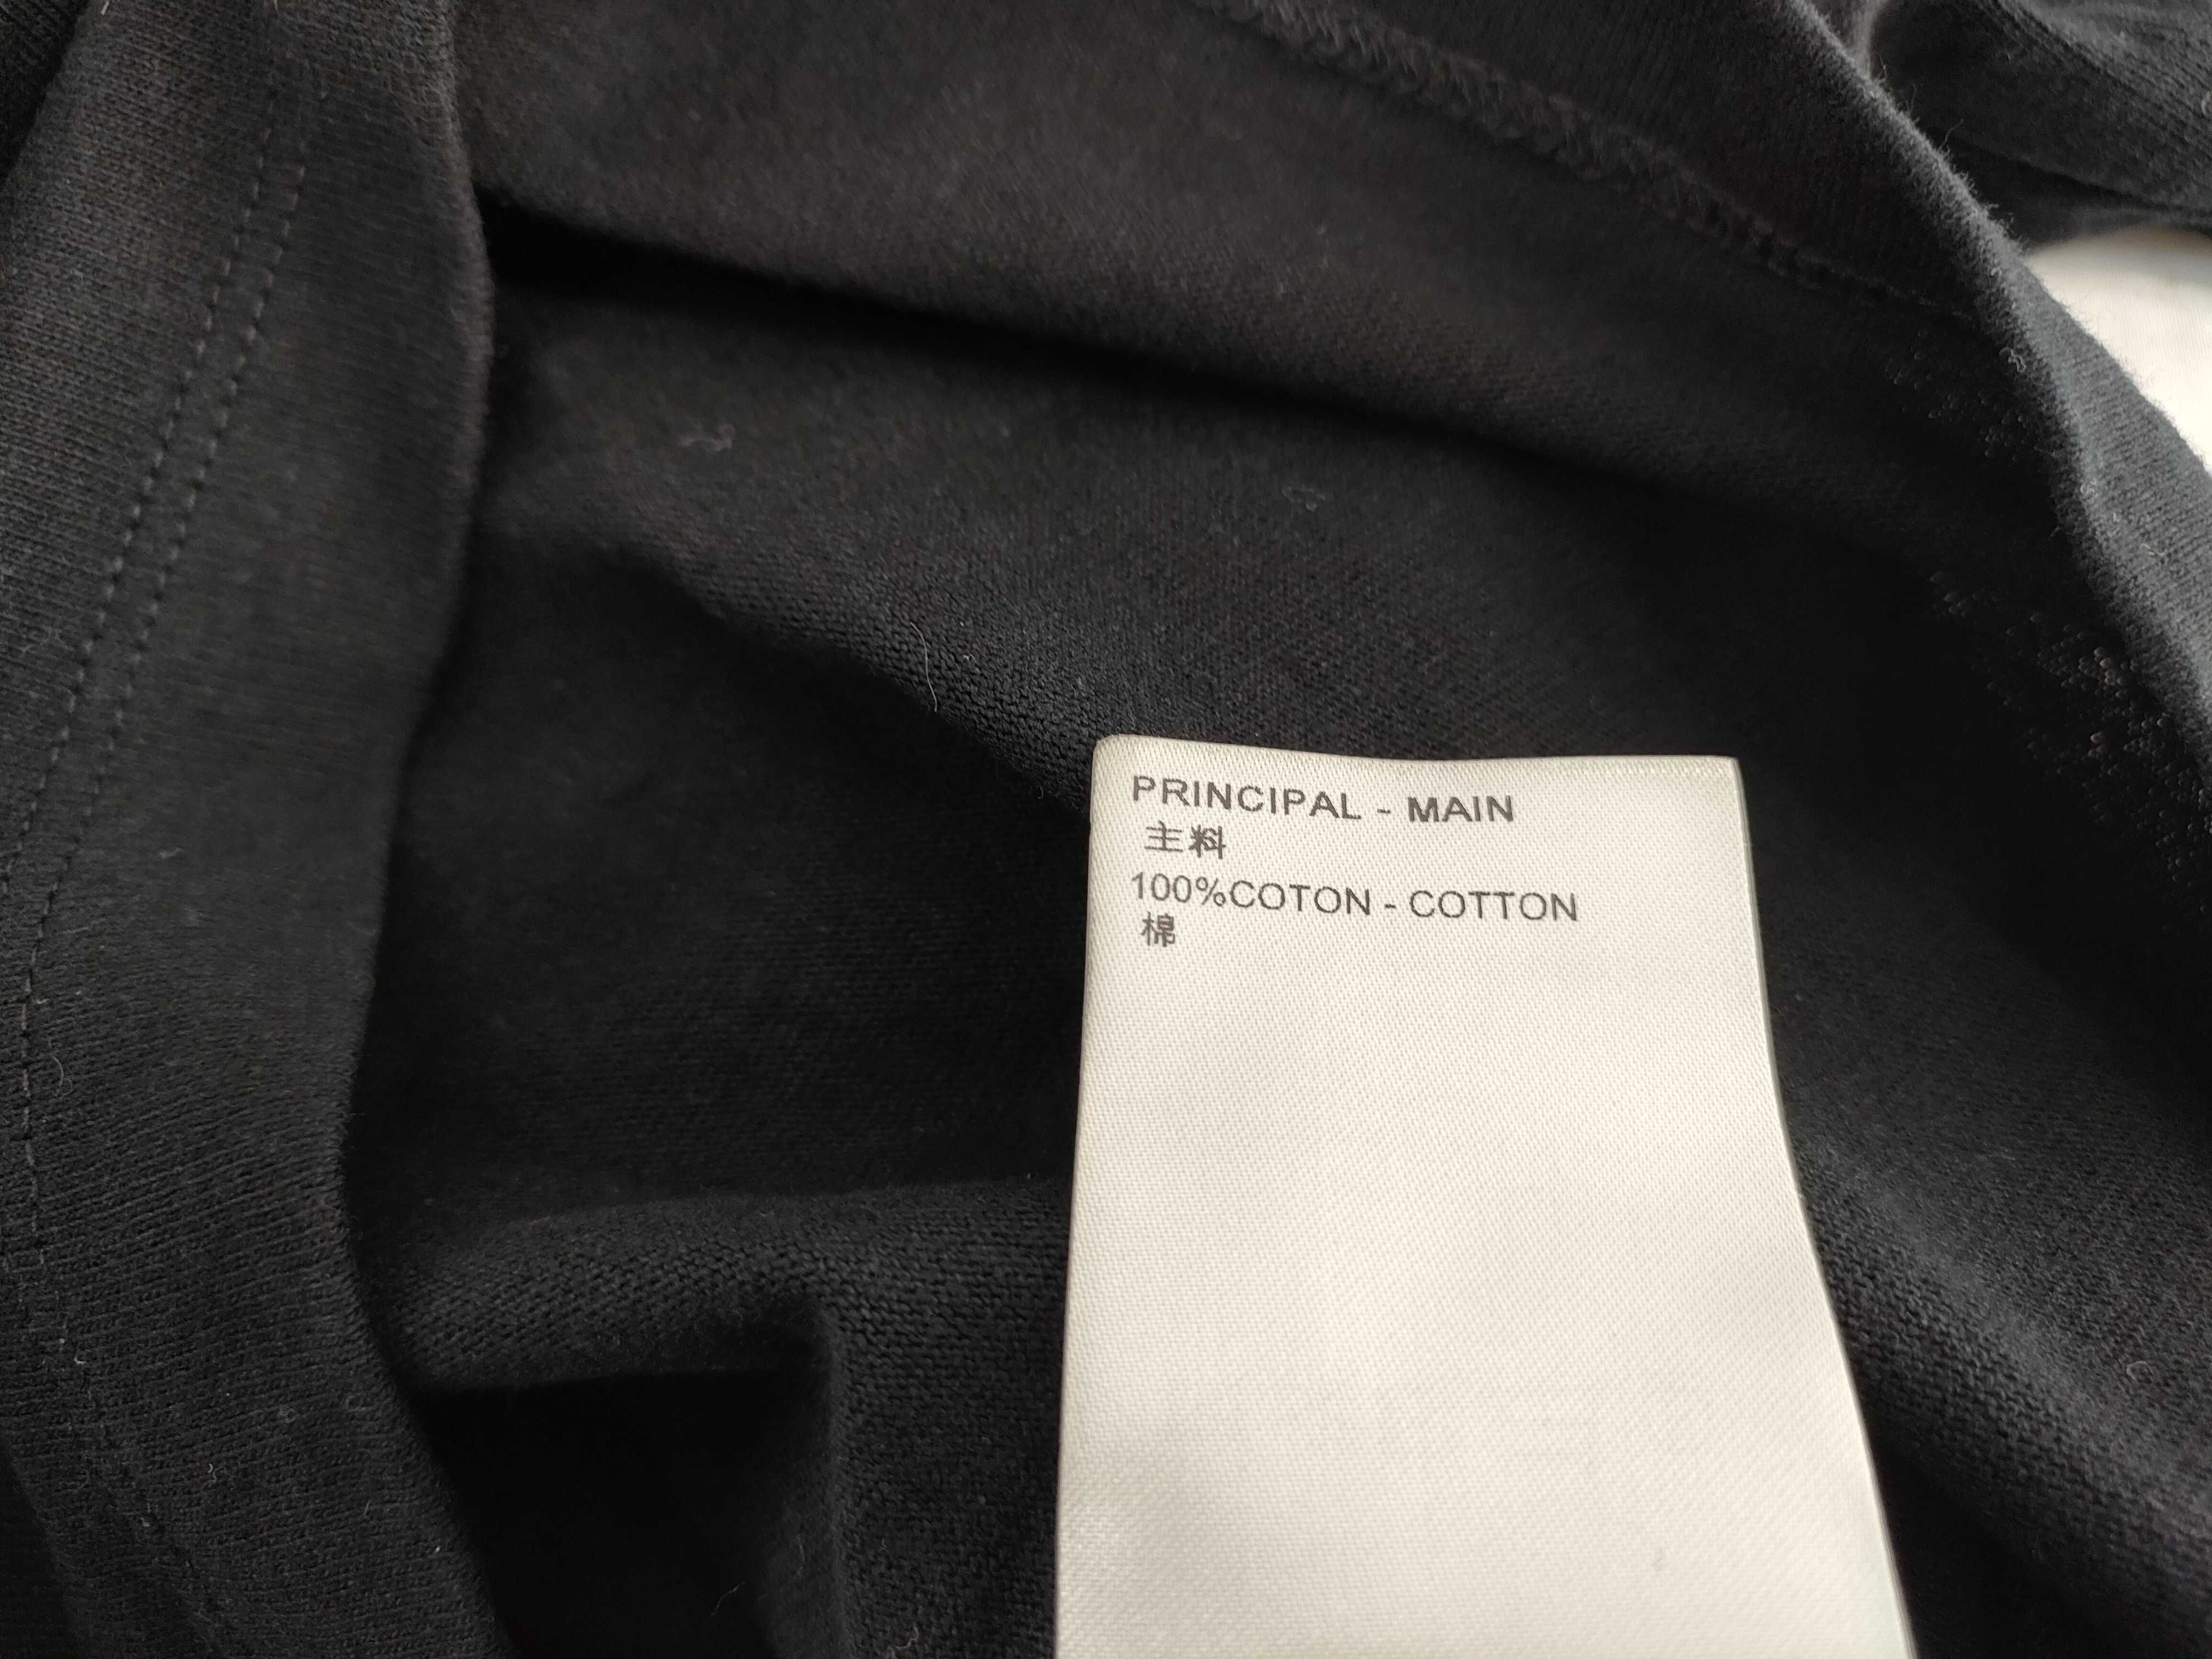 PRINCIPAL - MAIN
主料
100%COTON - COTTON
棉